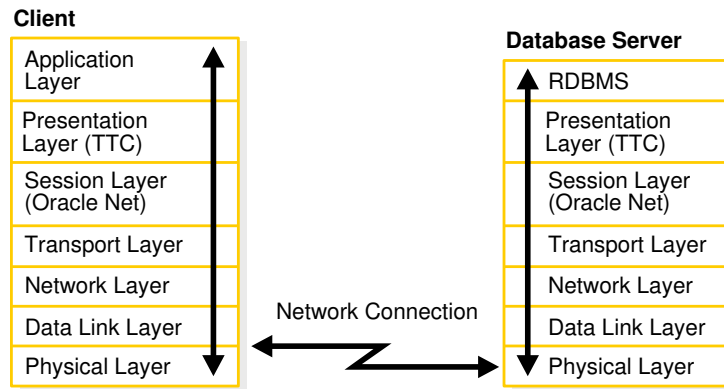 Client
Application
Layer
Presentation
Layer (TTC)
Session Layer
(Oracle Net)
Transport Layer
Network Layer
Data Link Layer
Physical Layer
Network Connection
Database Server
RDBMS
Presentation
Layer (TTC)
Session Layer
(Oracle Net)
Transport Layer
Network Layer
Data Link Layer
Physical Layer